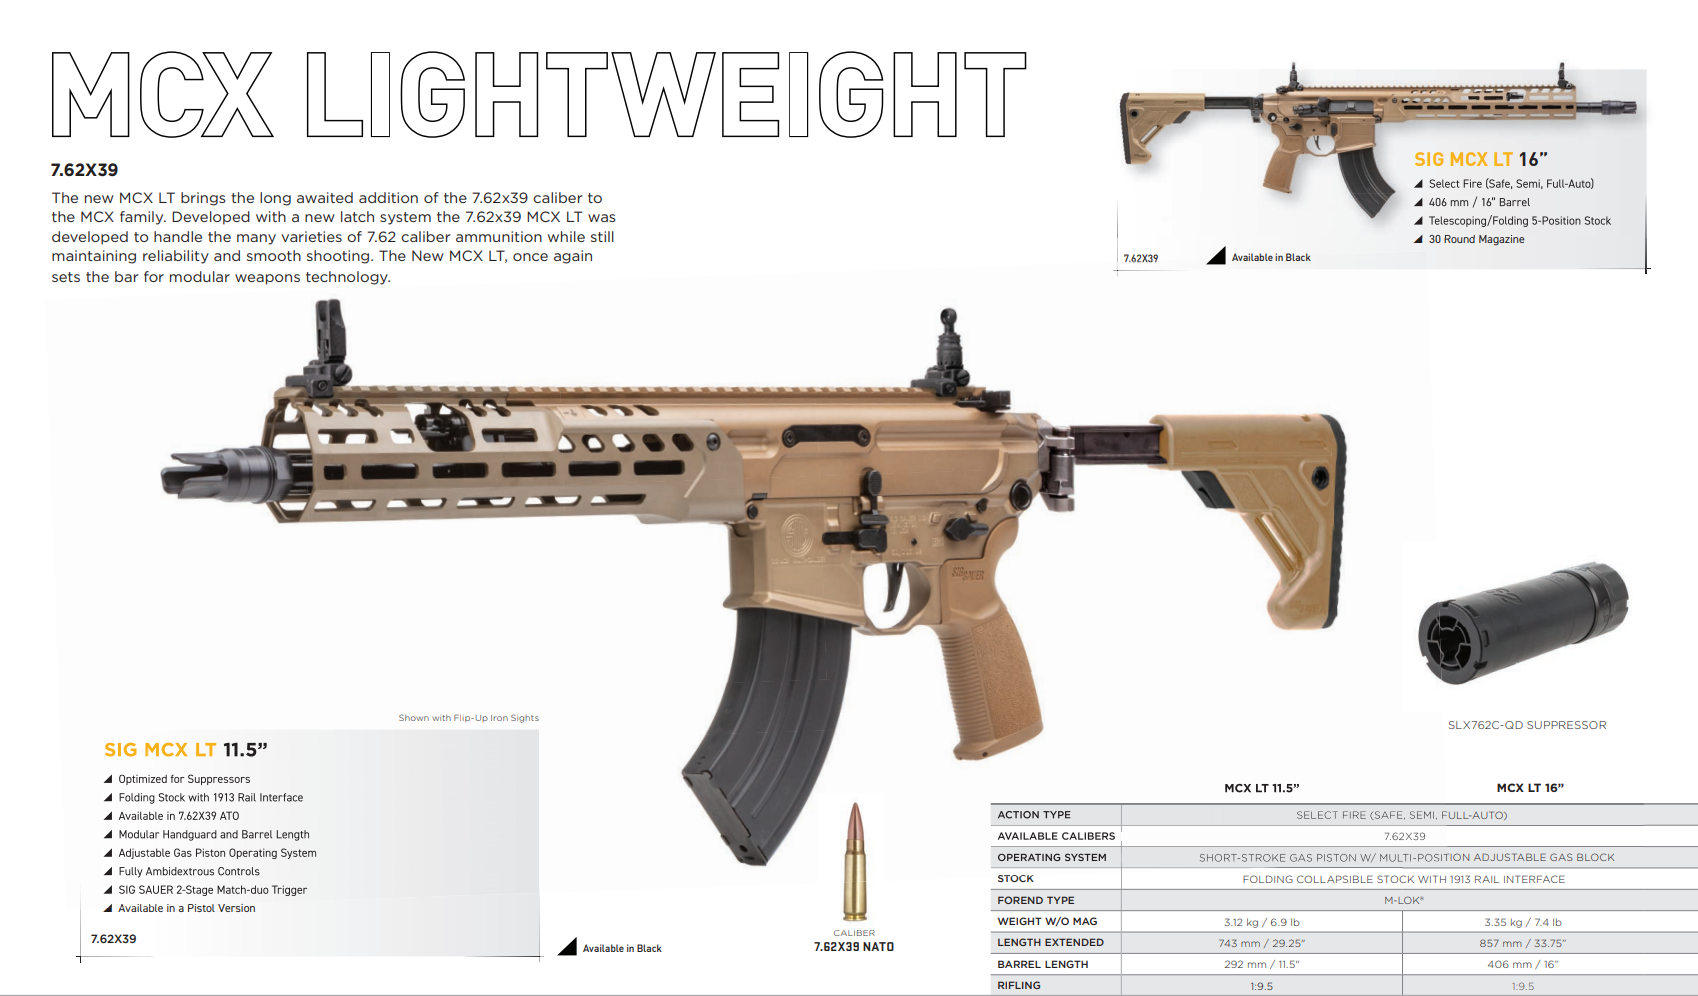 MCX LIGHTWEIGHT
7.62X39
The new MCX LT brings the long awaited addition of the 7.62x39 caliber to
the MCX family. Developed with a new latch system the 7.62x39 MCX LT was
developed to handle the many varieties of 7.62 caliber ammunition while still
maintaining reliability and smooth shooting. The New MCX LT, once again
sets the bar for modular weapons technology.
SIG MCX LT 16”
Select Fire (Safe, Semi, Full-Auto)
406 mm / 16" Barrel
Telescoping/Folding 5-Position Stock
30 Round Magazine
7.62X39
Available in Black
Shown with Flip-Up Iron Sights
SIG MCX LT 11.5”
Optimized for Suppressors
Folding Stock with 1913 Rail Interface
Available in 7.62X39 ATO
Modular Handguard and Barrel Length
Adjustable Gas Piston Operating System
Fully Ambidextrous Controls
SIG SAUER 2-Stage Match-duo Trigger
Available in a Pistol Version
7.62X39
Available in Black
CALIBER
7.62X39 NATO
SLX762C-QD SUPPRESSOR
MCX LT 11.5” MCX LT 16”
ACTION TYPE SELECT FIRE (SAFE, SEMI, FULL-AUTO)
AVAILABLE CALIBERS 7.62X39
OPERATING SYSTEM SHORT-STROKE GAS PISTON W/ MULTI-POSITION ADJUSTABLE GAS BLOCK
STOCK FOLDING COLLAPSIBLE STOCK WITH 1913 RAIL INTERFACE
FOREND TYPE M-LOK®
WEIGHT W/O MAG 3.12 kg / 6.9 lb 3.35 kg / 7.4 lb
LENGTH EXTENDED 743 mm / 29.25" 857 mm / 33.75”
BARREL LENGTH 292 mm / 11.5" 406 mm / 16”
RIFLING 1:9.5 1:9.5